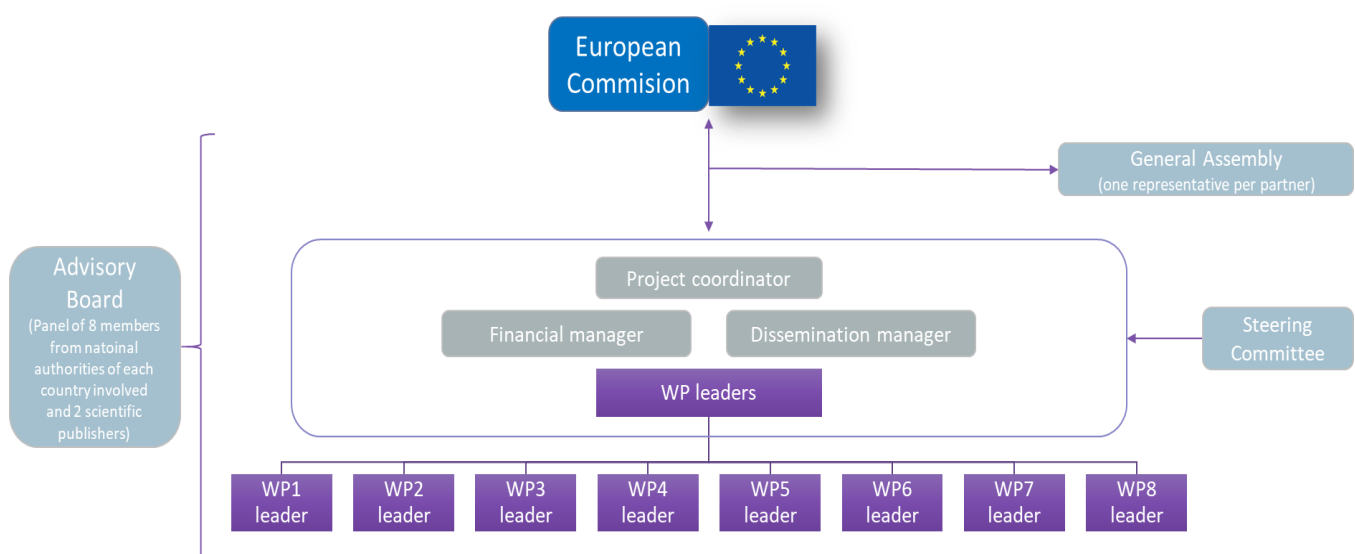 European
Commision
General Assembly
(one representative per partner)
Advisory
Board
(Panel of 8 members
from natoinal
authorities of each
country involved
and 2 scientific
publishers)
Project coordinator
Financial manager
Dissemination manager
WP leaders
Steering
Committee
WP1
leader
WP2
leader
WP3
leader
WP4
leader
WP5
leader
WP6
leader
WP7
leader
WP8
leader